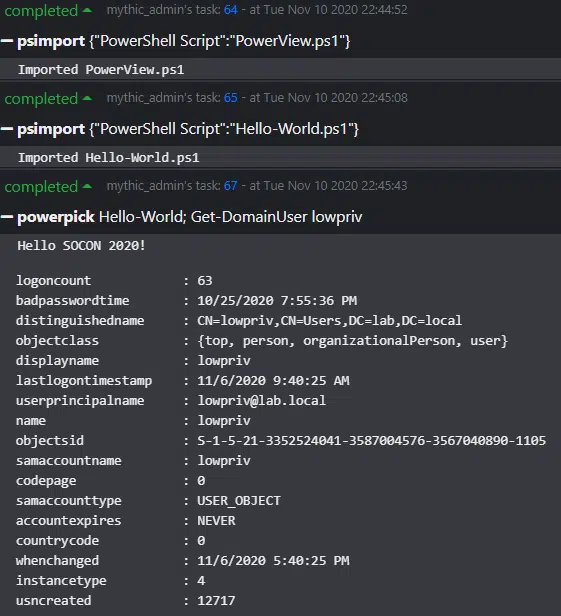 completed mythic_admin's task: 64 - at Tue Nov 10 2020 22:44:52
psimport {"PowerShell Script":"PowerView.ps1"}
Imported PowerView.ps1
completed mythic_admin's task: 65 - at Tue Nov 10 2020 22:45:08
psimport {"PowerShell Script":"Hello-World.ps1"}
Imported Hello-World.ps1
completed mythic_admin's task: 67 - at Tue Nov 10 2020 22:45:43
powerpick Hello-World; Get-DomainUser lowpriv
Hello SOCON 2020!
logoncount : 63
badpasswordtime : 10/25/2020 7:55:36 PM
distinguishedname : CN=lowpriv,CN=Users,DC=lab,DC=local
objectclass : {top, person, organizationalPerson, user}
displayname : lowpriv
lastlogontimestamp : 11/6/2020 9:40:25 AM
userprincipalname : lowpriv@lab.local
name : lowpriv
objectsid : S-1-5-21-3352524041-3587004576-3567040890-1105
samaccountname : lowpriv
codepage : 0
samaccounttype : USER_OBJECT
accountexpires : NEVER
countrycode : 0
whenchanged : 11/6/2020 5:40:25 PM
instancetype : 4
usncreated : 12717